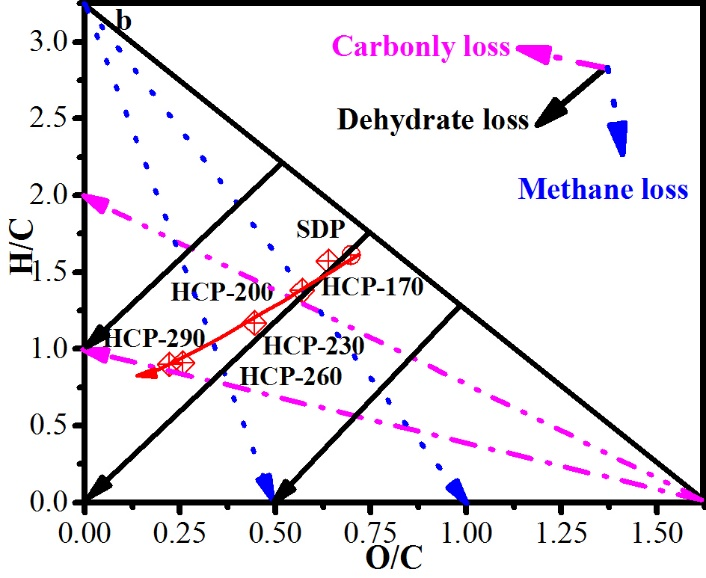 b
3.0
Carbonly loss
2.5
Dehydrate loss
2.0
Methane loss
H/C
SDP
1.5
HCP-200
HCP-170
1.0
HCP-290
HCP-230
HCP-260
0.5
0.0
0.00 0.25 0.50 0.75 1.00 1.25 1.50
O/C